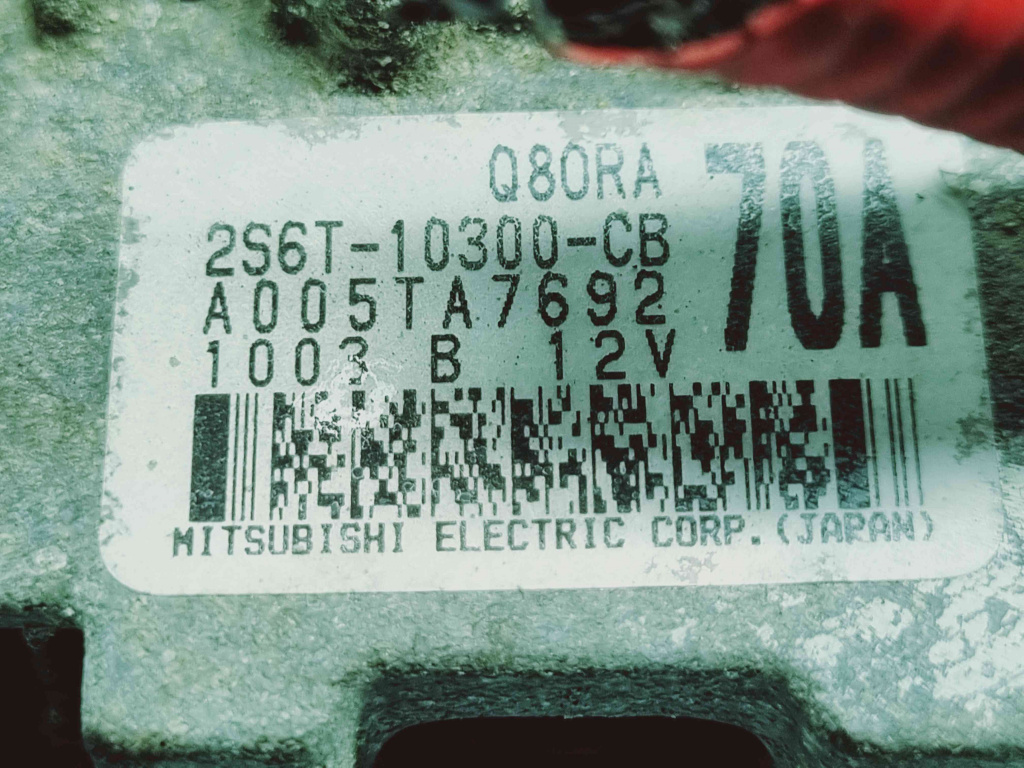 Q80RA
70A
2S6T-10300-CB
A005TA7692
1003 B 12V
MITSUBISHI ELECTRIC CORP.(JAPAN)